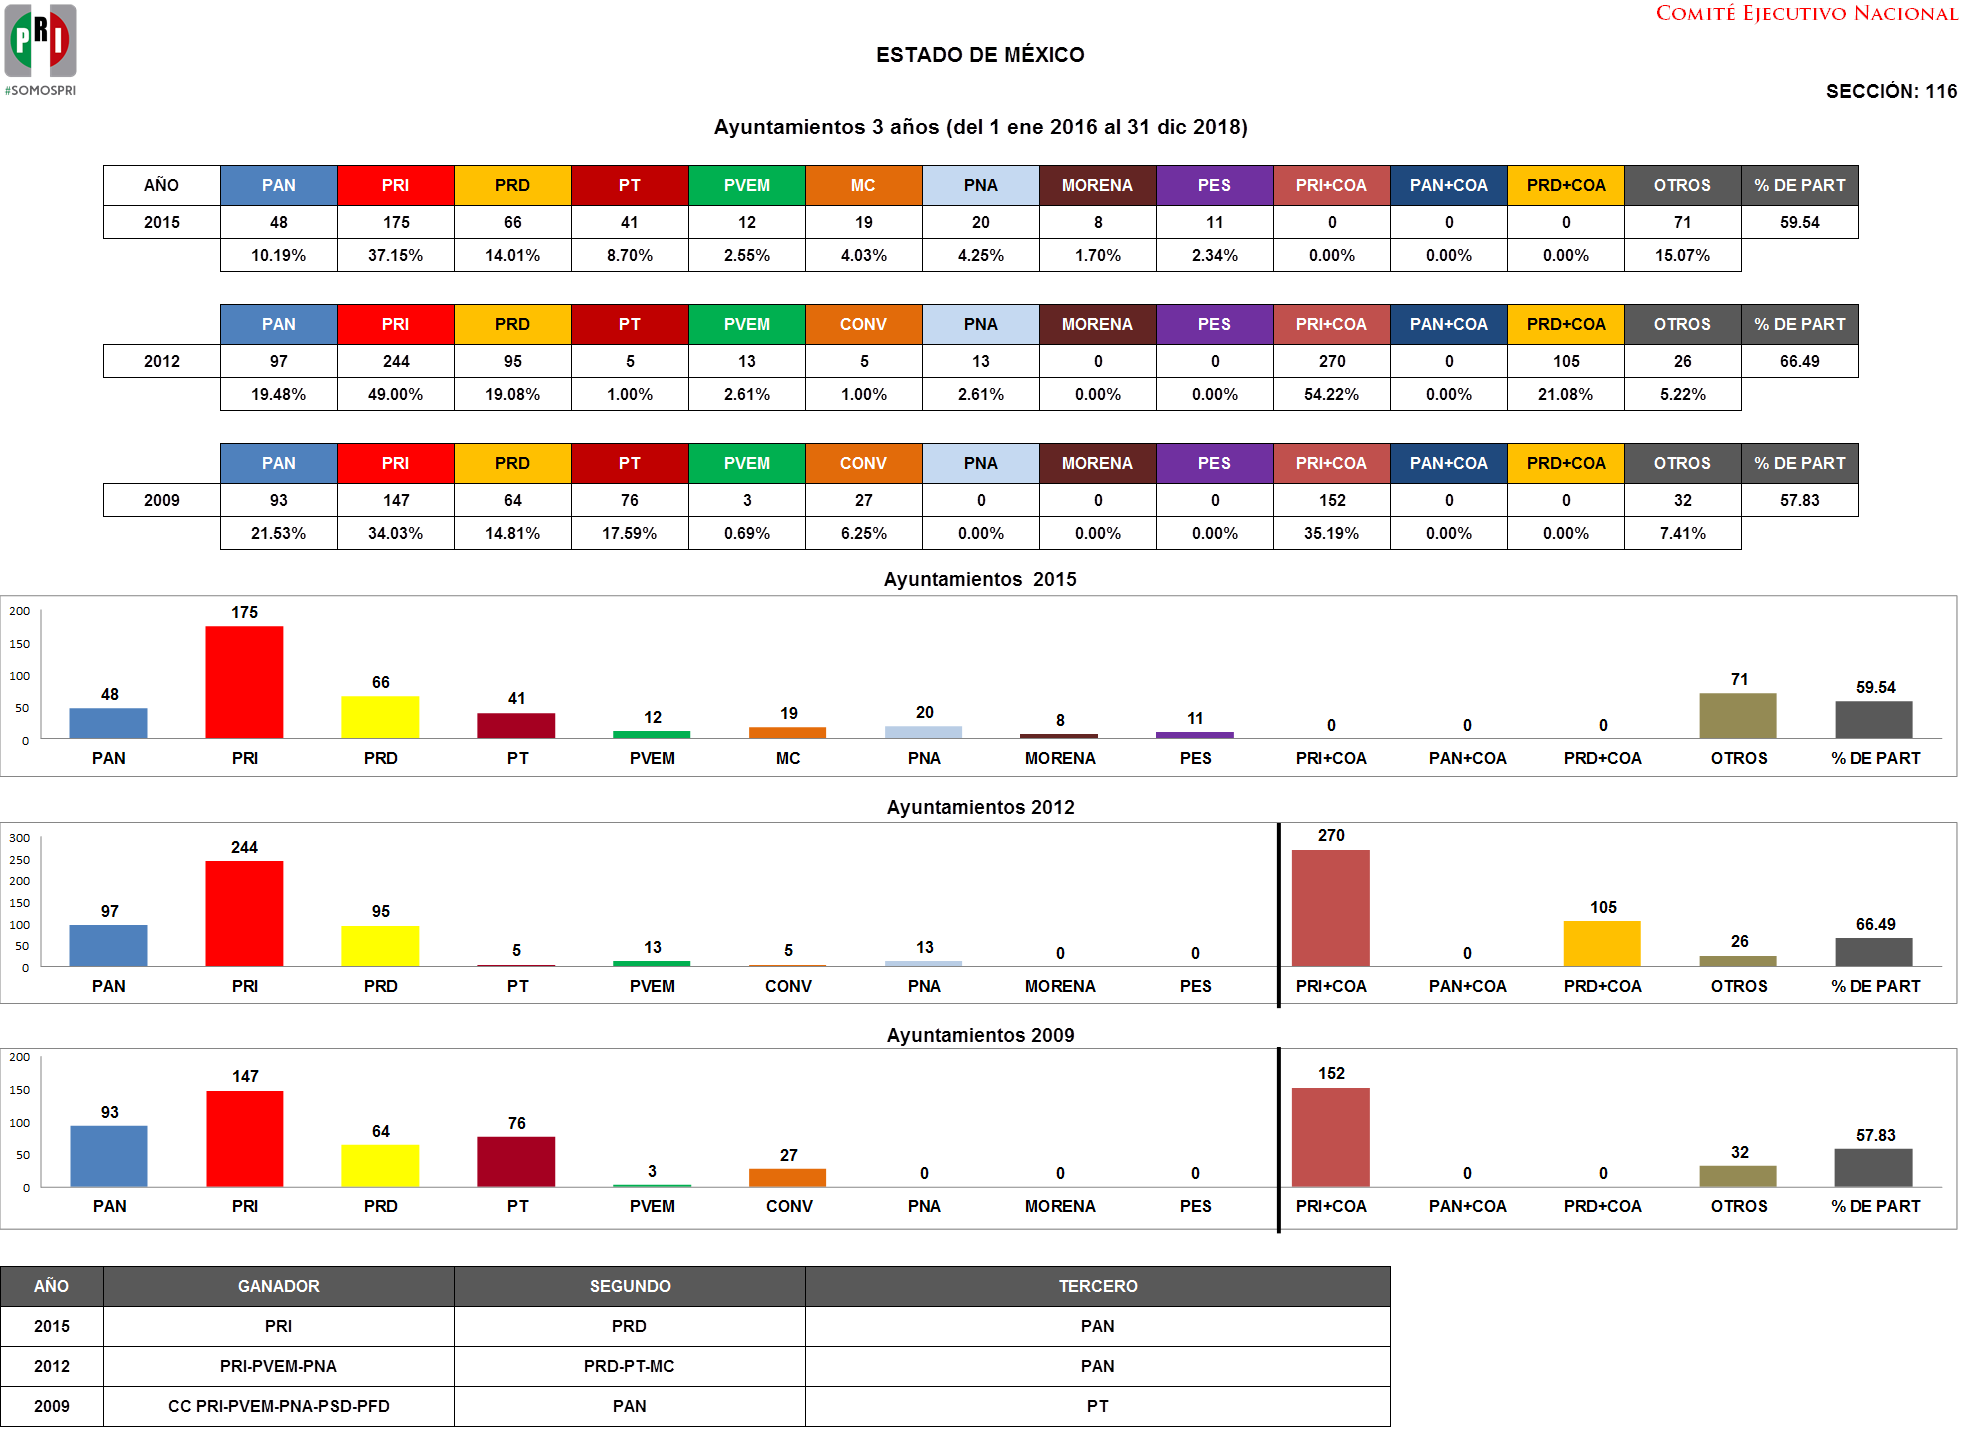 PRI
#SOMOSPRI
COMITÉ EJECUTIVO NACIONAL
ESTADO DE MÉXICO
SECCIÓN: 116
Ayuntamientos 3 años (del 1 ene 2016 al 31 dic 2018)
AÑO PAN PRI PRD PT PVEM MC PNA MORENA PES PRI+COA PAN+COA PRD+COA OTROS % DE PART
2015 48 175 66 41 12 19 20 8 11 0 0 0 71 59.54
10.19% 37.15% 14.01% 8.70% 2.55% 4.03% 4.25% 1.70% 2.34% 0.00% 0.00% 0.00% 15.07%
PAN PRI PRD PT PVEM CONV PNA MORENA PES PRI+COA PAN+COA PRD+COA OTROS % DE PART
2012 97 244 95 5 13 5 13 0 0 270 0 105 26 66.49
19.48% 49.00% 19.08% 1.00% 2.61% 1.00% 2.61% 0.00% 0.00% 54.22% 0.00% 21.08% 5.22%
PAN PRI PRD PT PVEM CONV PNA MORENA PES PRI+COA PAN+COA PRD+COA OTROS % DE PART
2009 93 147 64 76 3 27 0 0 0 152 0 0 32 57.83
21.53% 34.03% 14.81% 17.59% 0.69% 6.25% 0.00% 0.00% 0.00% 35.19% 0.00% 0.00% 7.41%
Ayuntamientos 2015
200
150
100
50
0
48 175 66 41 12 19 20 8 11 0 0 0 71 59.54
PAN PRI PRD PT PVEM MC PNA MORENA PES PRI+COA PAN+COA PRD+COA OTROS % DE PART
Ayuntamientos 2012
300
250
200
150
100
50
0
97 244 95 5 13 5 13 0 0 270 0 105 26 66.49
PAN PRI PRD PT PVEM CONV PNA MORENA PES PRI+COA PAN+COA PRD+COA OTROS % DE PART
Ayuntamientos 2009
200
150
100
50
0
93 147 64 76 3 27 0 0 0 152 0 0 32 57.83
PAN PRI PRD PT PVEM CONV PNA MORENA PES PRI+COA PAN+COA PRD+COA OTROS % DE PART
AÑO GANADOR SEGUNDO TERCERO
2015 PRI PRD PAN
2012 PRI-PVEM-PNA PRD-PT-MC PAN
2009 CC PRI-PVEM-PNA-PSD-PFD PAN PT